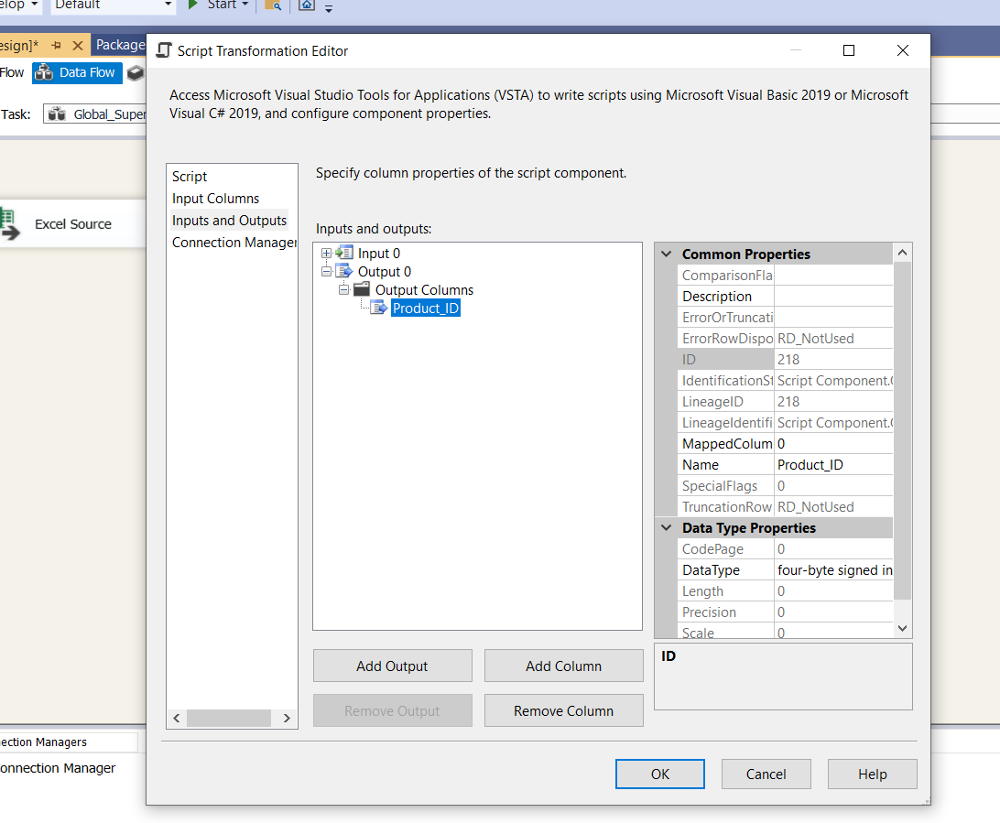 elop Default Start
esign]* Package
Script Transformation Editor
Flow Data Flow
Access Microsoft Visual Studio Tools for Applications (VSTA) to write scripts using Microsoft Visual Basic 2019 or Microsoft
Visual C# 2019, and configure component properties.
Task: Global_Super
Script
Input Columns
Inputs and Outputs
Connection Manager
Specify column properties of the script component.
Excel Source
Inputs and outputs:
Input 0
Output 0
Output Columns
Product_ID
Common Properties
ComparisonFla
Description
ErrorOrTruncati
ErrorRowDispo RD_NotUsed
ID 218
IdentificationSt Script Component.O
LineageID 218
LineageIdentifi Script Component.O
MappedColum 0
Name Product_ID
SpecialFlags 0
TruncationRow RD_NotUsed
Data Type Properties
CodePage 0
DataType four-byte signed in
Length 0
Precision 0
Scale 0
ID
Add Output Add Column
Remove Output Remove Column
nection Managers
onnection Manager
OK Cancel Help